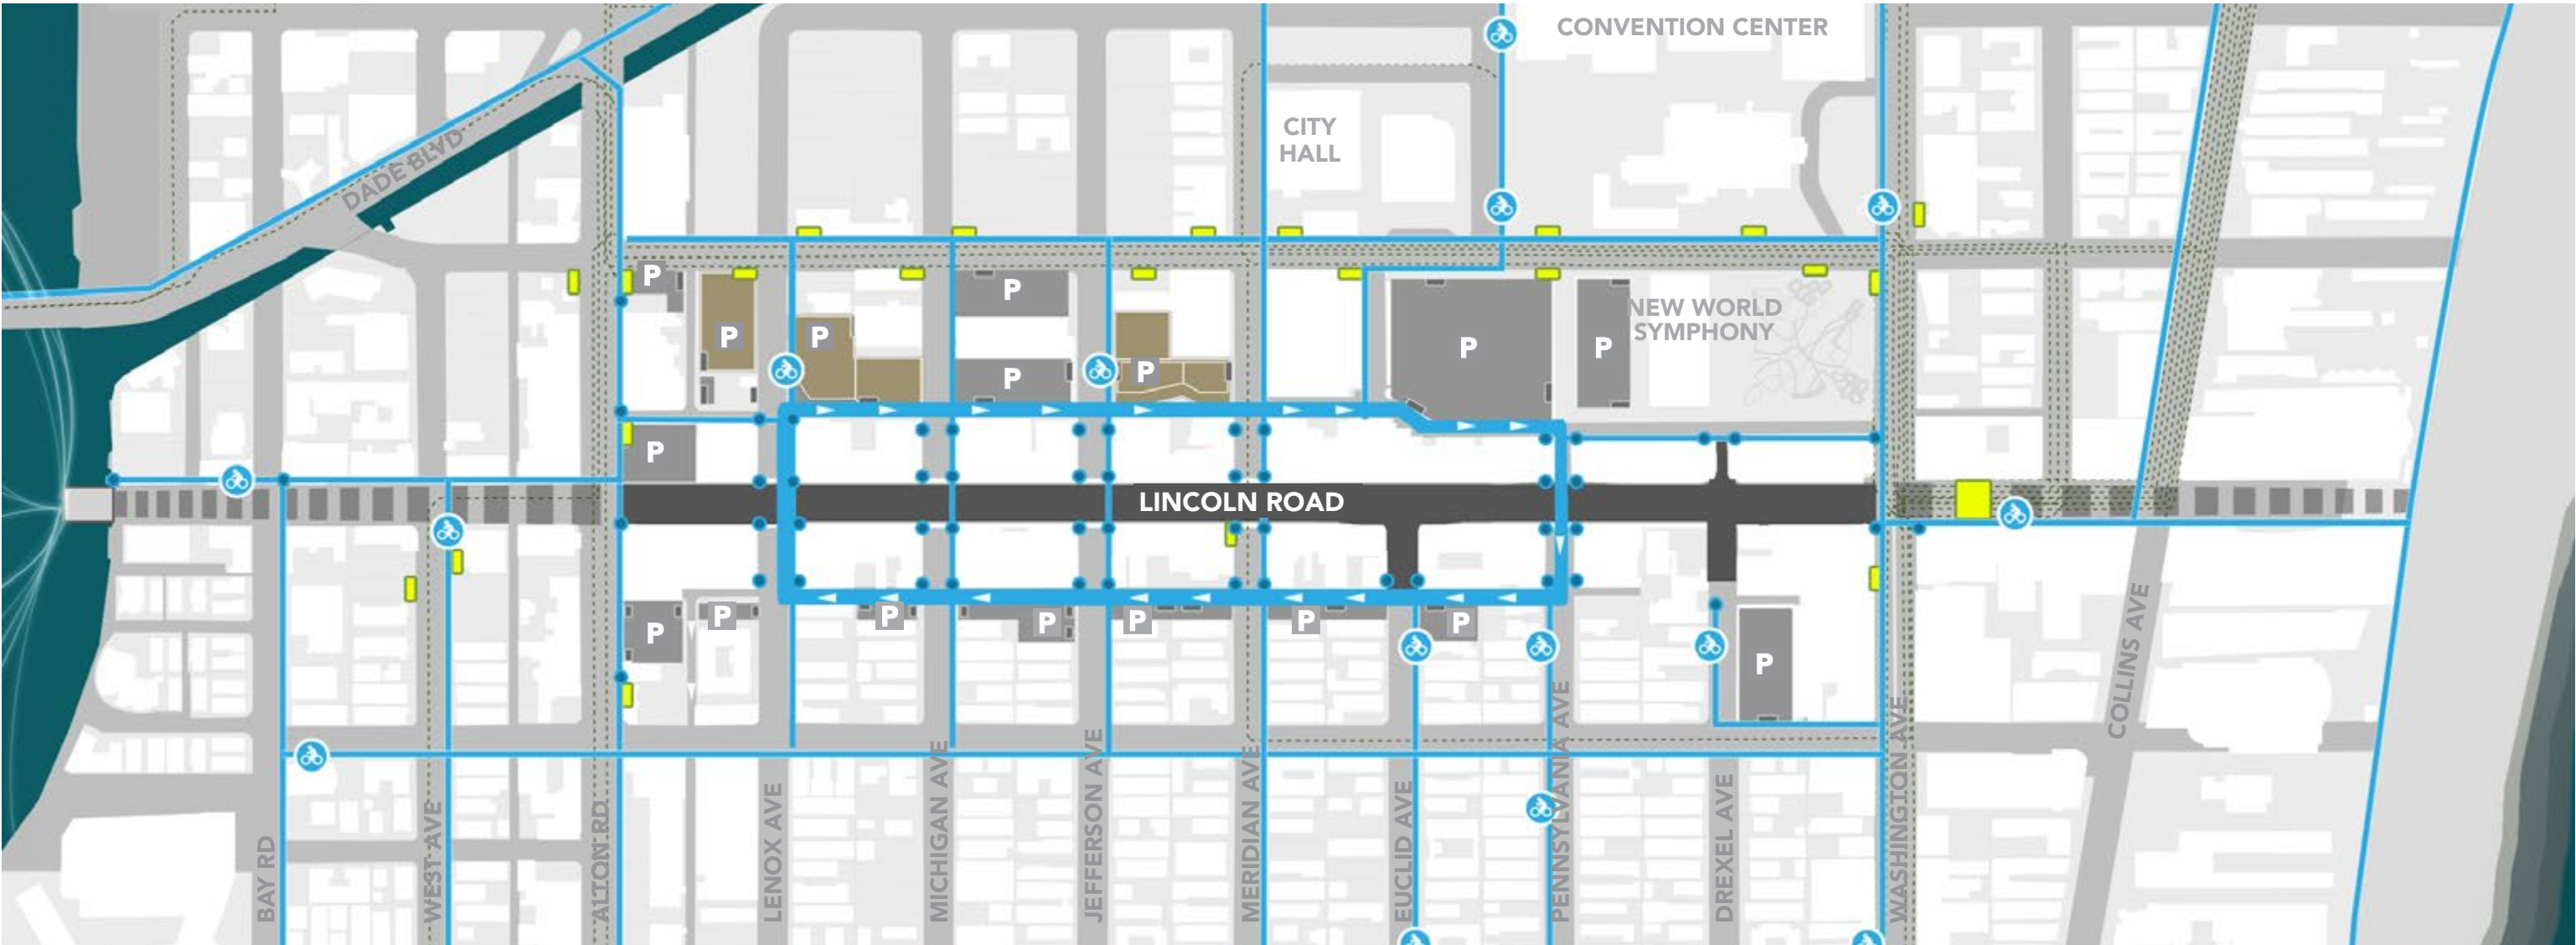 CONVENTION CENTER
CITY
HALL
DADE BLVD
P
P
P
P
P
P
P
P
P
NEW WORLD
SYMPHONY
P
LINCOLN ROAD
P
P
P
P
P
P
P
P
COLLINS AVE
BAY RD
WEST AVE
ALTON RD
LENOX AVE
MICHIGAN AVE
JEFFERSON AVE
MERIDIAN AVE
EUCLID AVE
PENNSYLVANIA AVE
DREXEL AVE
WASHINGTON AVE